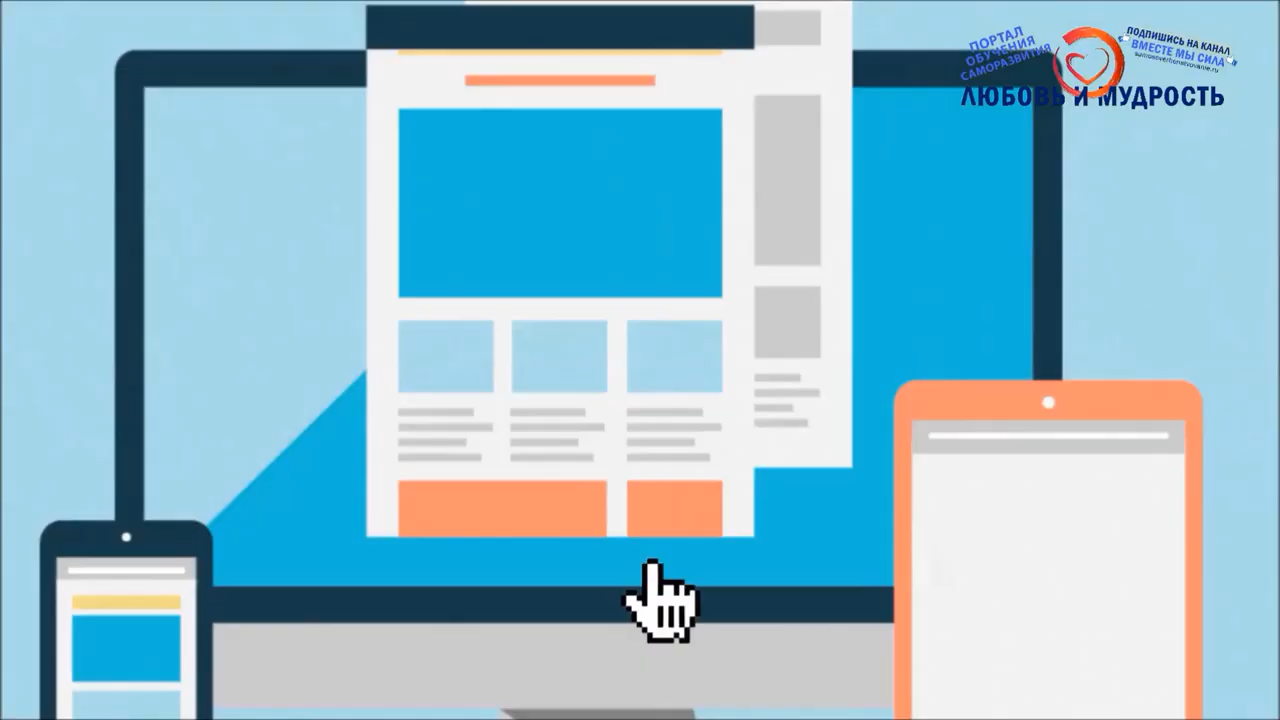 ПОРТАЛ
ОБУЧЕНИЯ
САМОРАЗВИТИЯ
ПОДПИШИСЬ НА КАНАЛ
ВМЕСТЕ МЫ СИЛА
ЛЮБОВЬ И МУДРОСТЬ